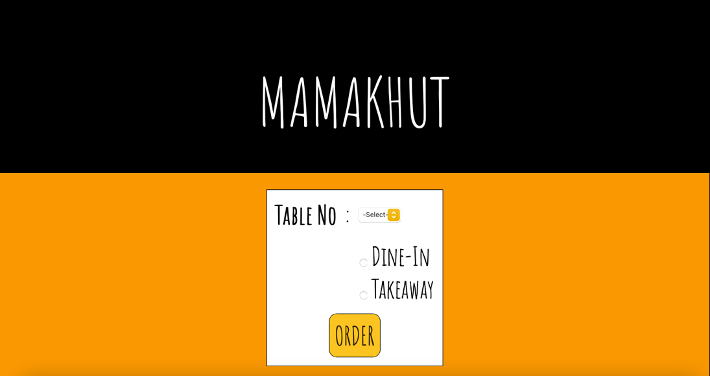 MAMAKHUT
Table No : -Select-
Dine-In
Takeaway
ORDER